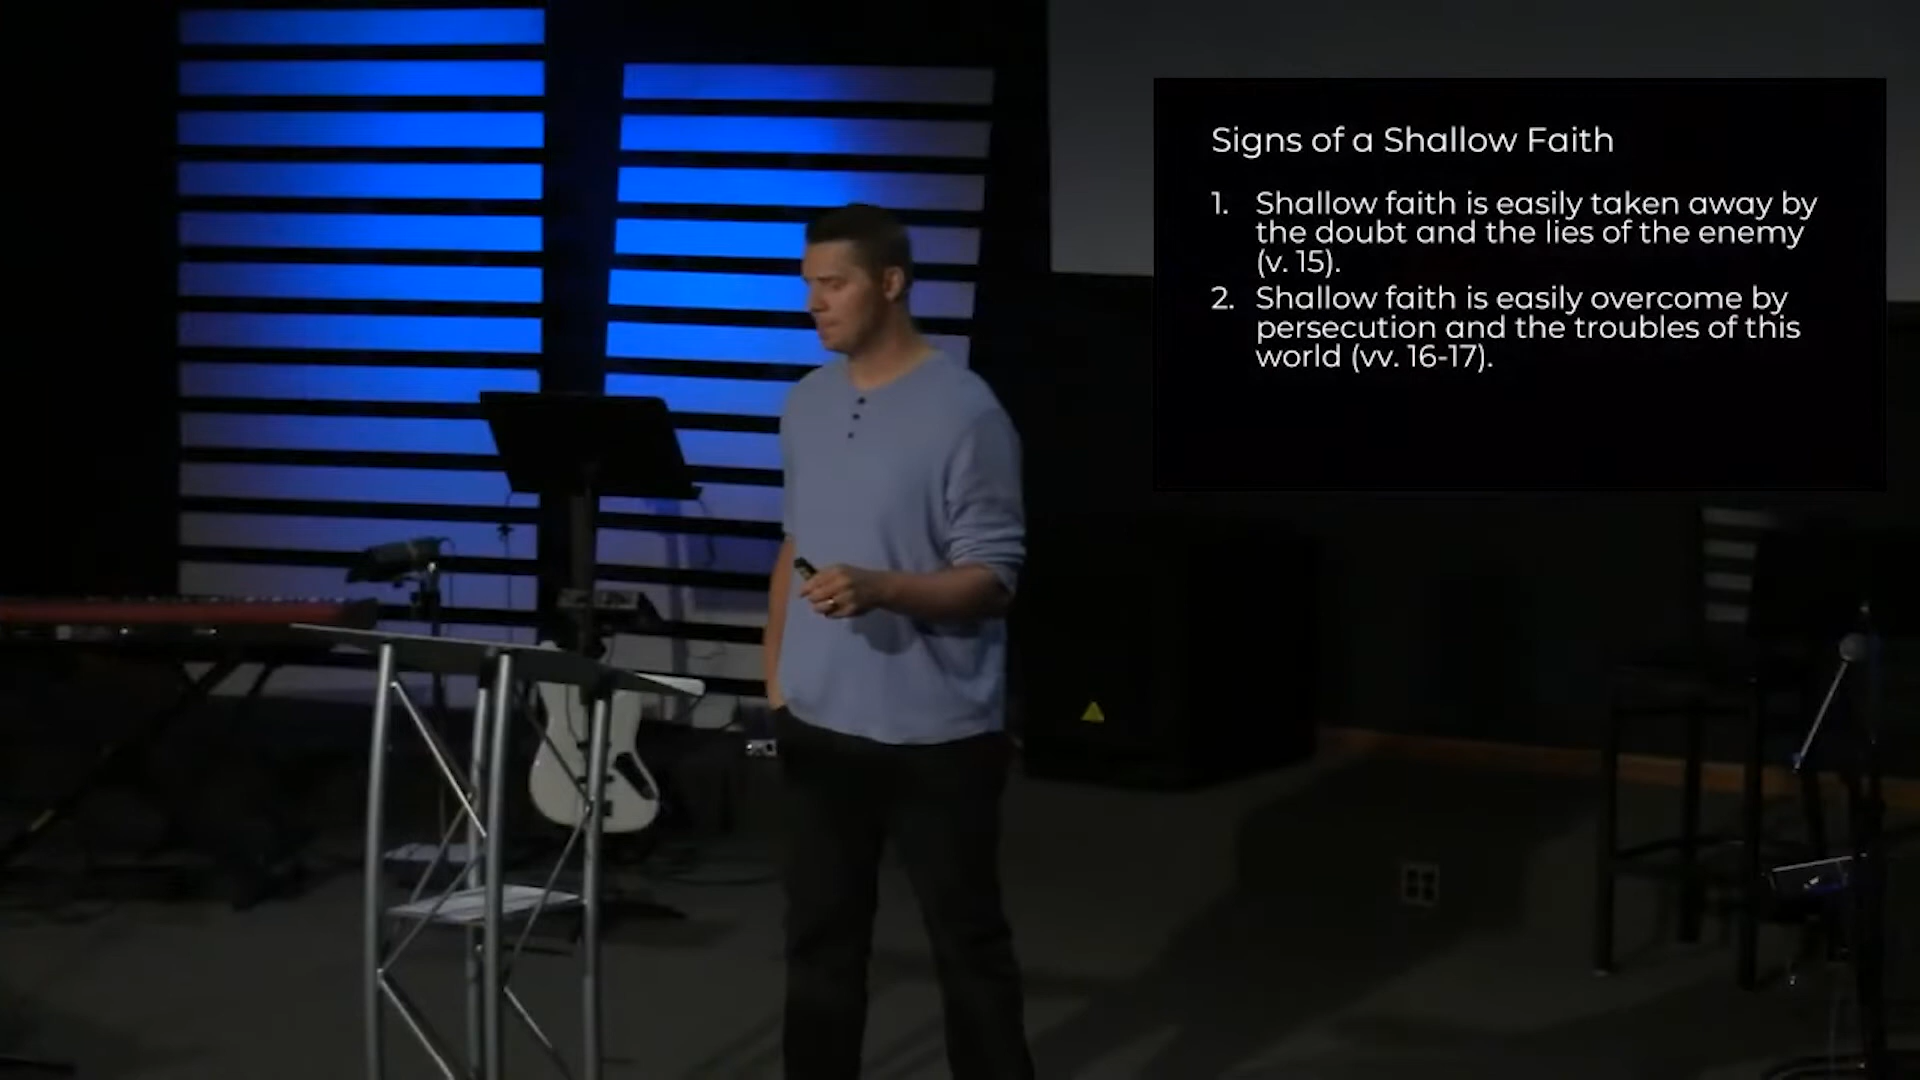 Signs of a Shallow Faith
1. Shallow faith is easily taken away by
the doubt and the lies of the enemy
(v. 15).
2. Shallow faith is easily overcome by
persecution and the troubles of this
world (vv. 16-17).